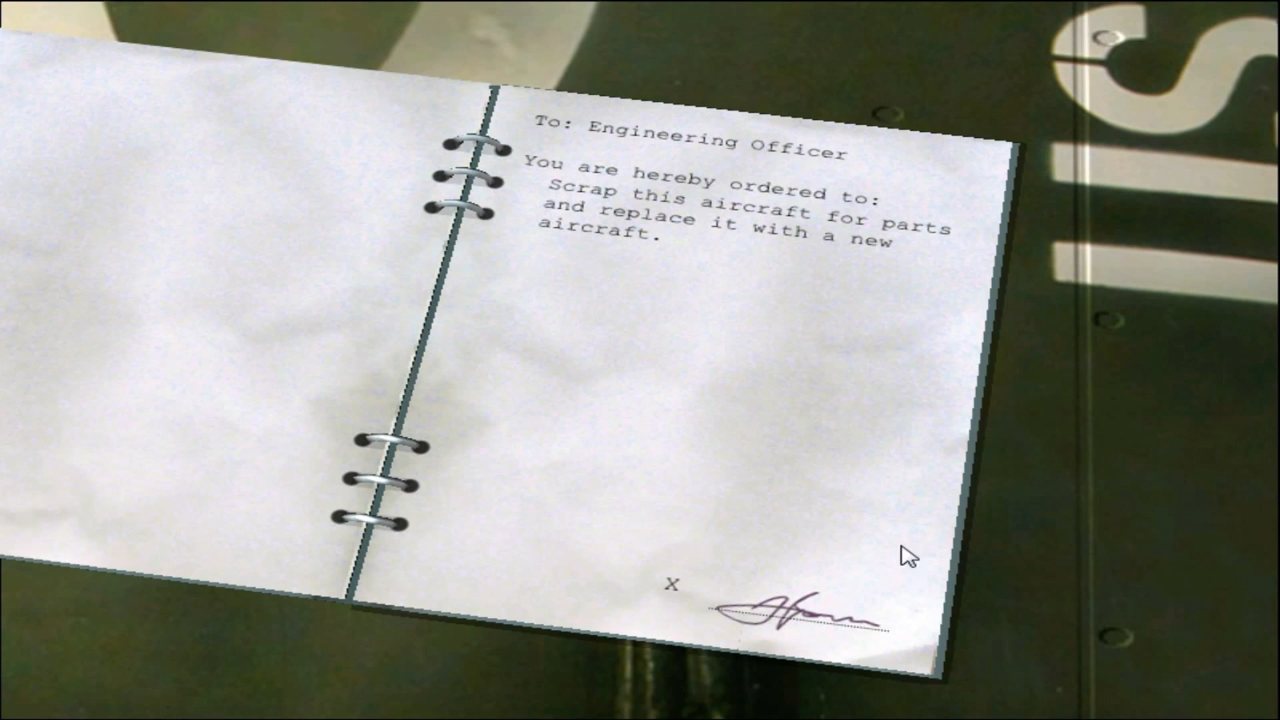 To: Engineering Officer
You are hereby ordered to:
Scrap this aircraft for parts
and replace it with a new
aircraft.
X